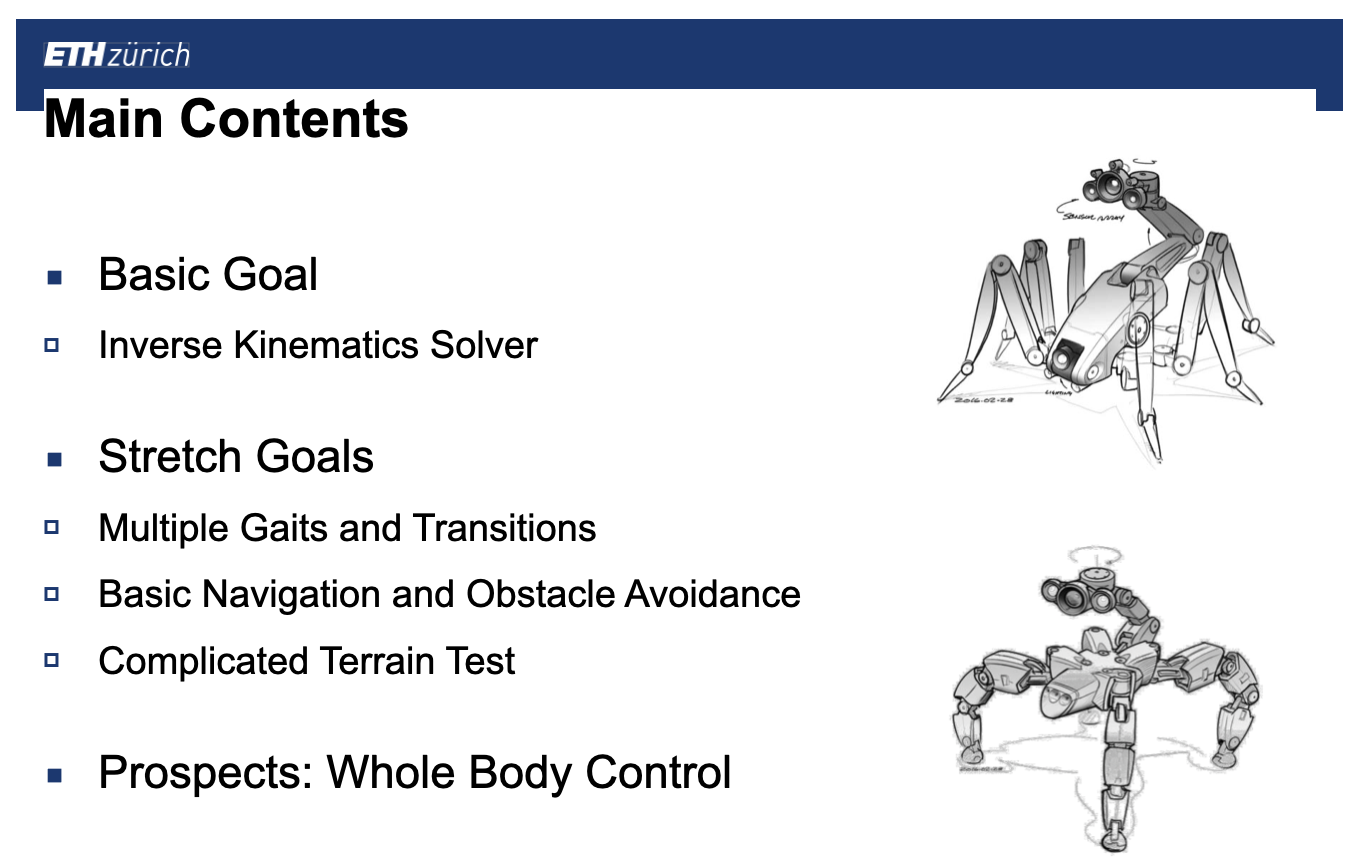 ETH zürich
Main Contents
Basic Goal
Inverse Kinematics Solver
Stretch Goals
Multiple Gaits and Transitions
Basic Navigation and Obstacle Avoidance
Complicated Terrain Test
Prospects: Whole Body Control
SENSOR ARRAY
LIGHTING
2016.02.28
2016.02.28